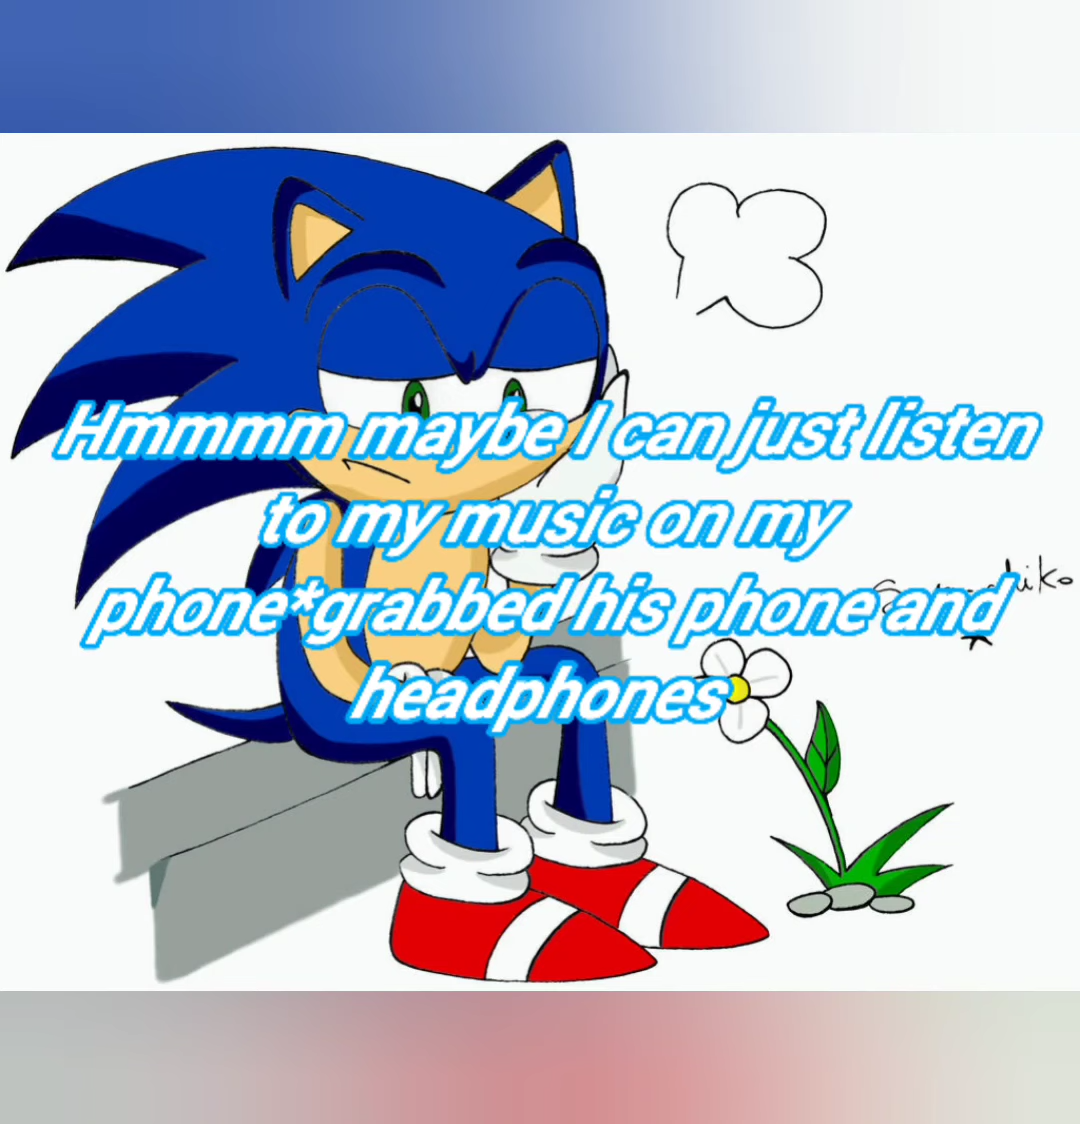 Hmmmm maybe I can just listen
to my music on my
phone*grabbed his phone and
headphones